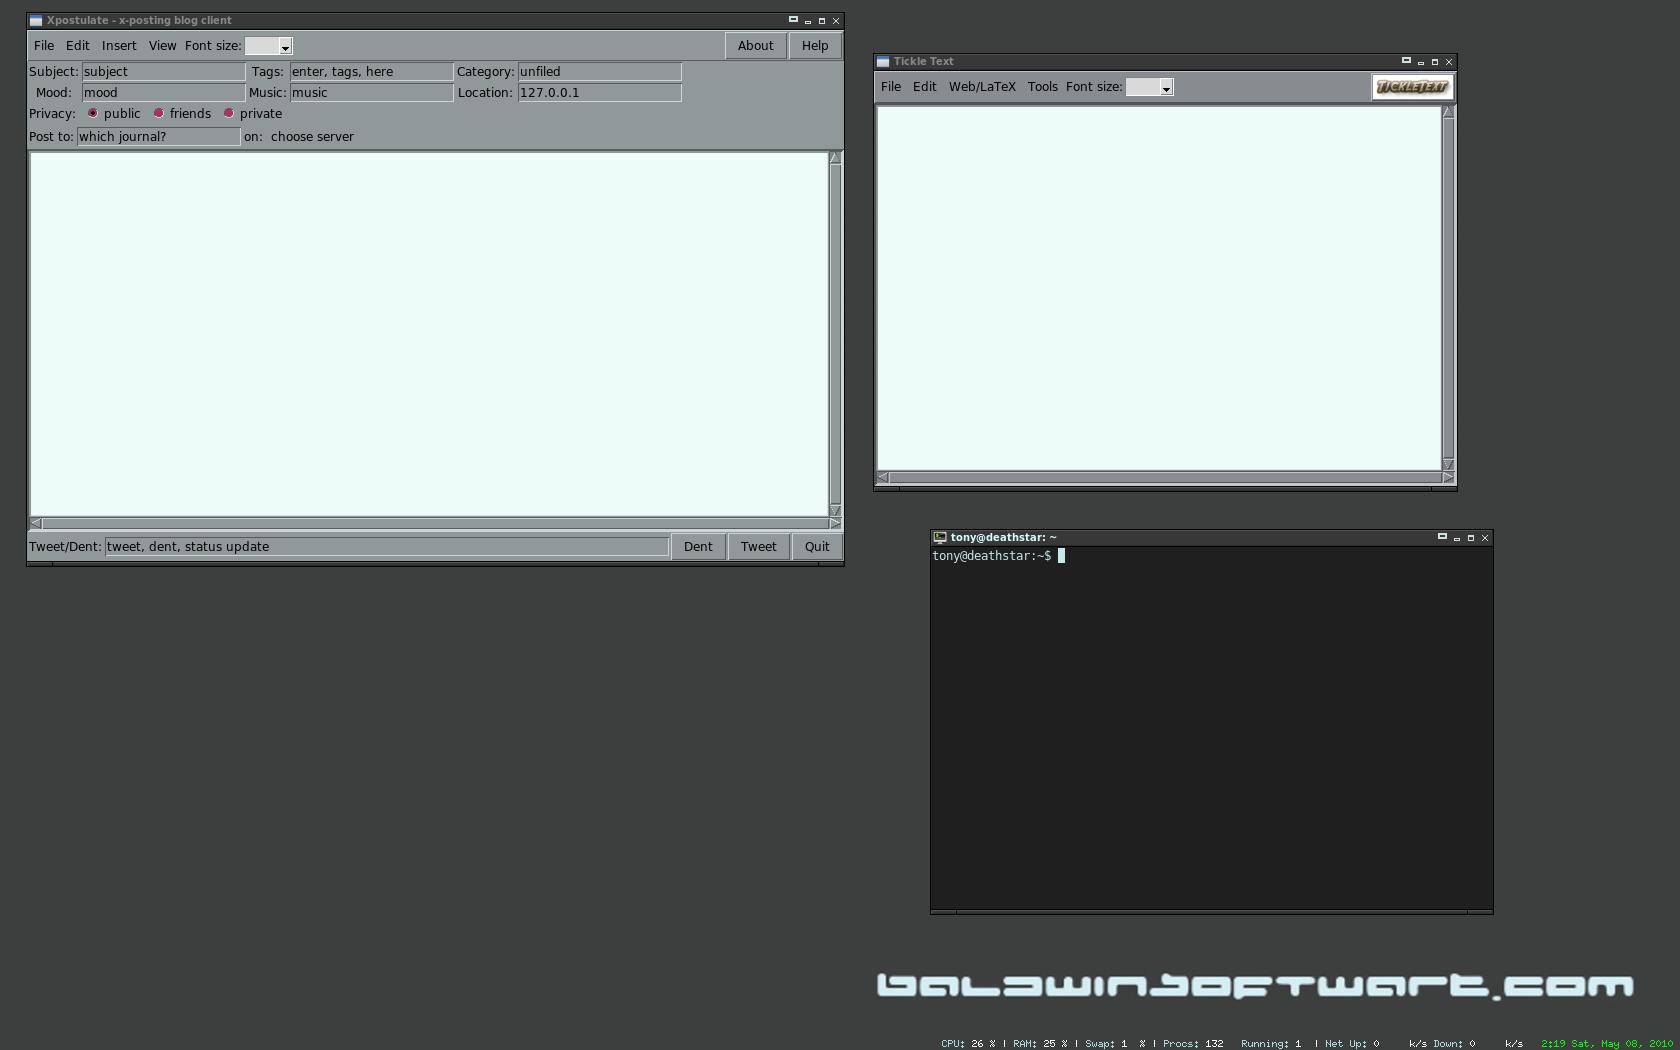 Xpostulate - x-posting blog client
File Edit Insert View Font size: About Help
Subject: subject Tags: enter, tags, here Category: unfiled
Mood: mood Music: music Location: 127.0.0.1
Privacy: public friends private
Post to: which journal? on: choose server
Tweet/Dent: tweet, dent, status update Dent Tweet Quit
Tickle Text
File Edit Web/LaTeX Tools Font size: TICKLETEXT
tony@deathstar: ~
tony@deathstar:~$
baldwinsoftware.com
CPU: 26 % | RAM: 25 % | Swap: 1 % | Procs: 132 Running: 1 | Net Up: 0 k/s Down: 0 k/s 2:19 Sat, May 08, 2010